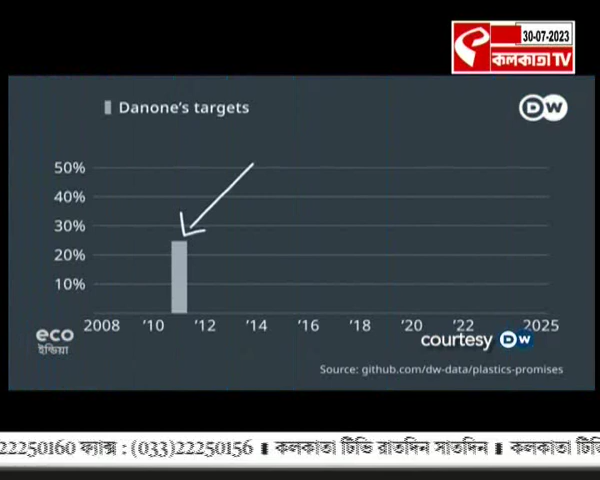 30-07-2023
কলকাতা TV
Danone's targets
DW
50%
40%
30%
20%
10%
2008 '10 '12 '14 '16 '18 '20 '22 2025
eco
ইন্ডিয়া
courtesy DW
Source: github.com/dw-data/plastics-promises
22250160 ফ্যাক্স : (033)22250156 ∎ কলকাতা টিভি রাতদিন সাতদিন ∎ কলকাতা টিভি